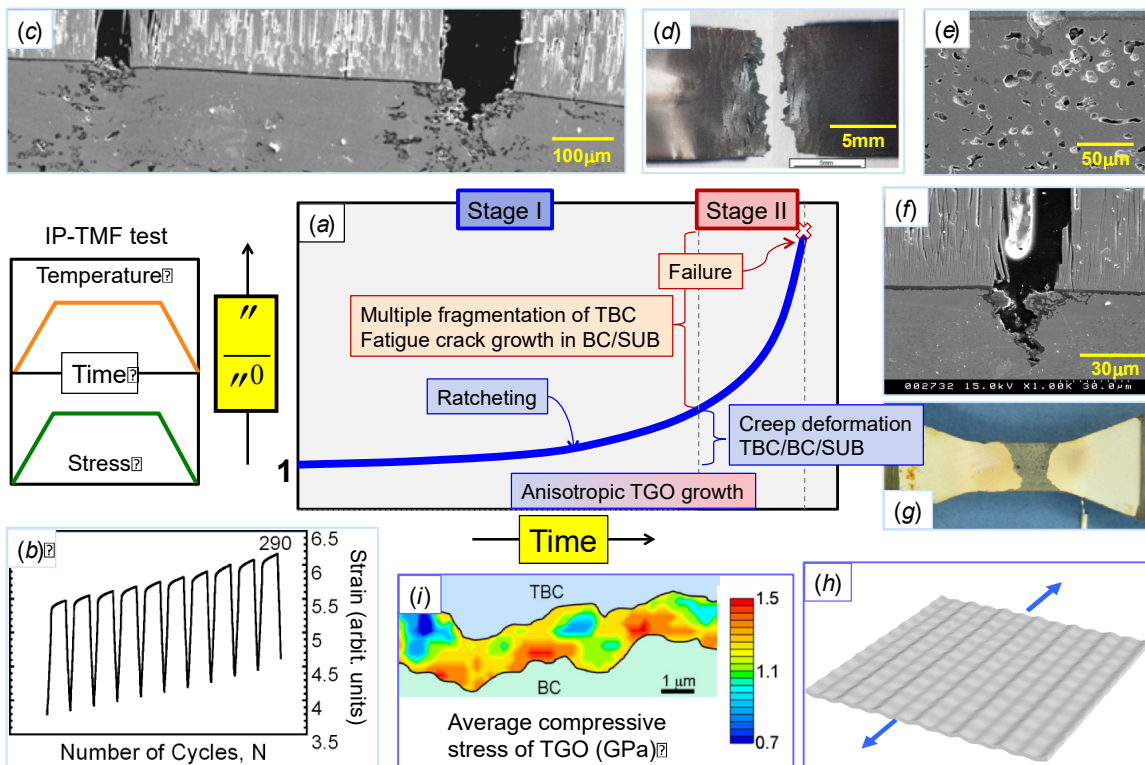 (c)
100μm
(d)
5mm
5mm
(e)
50μm
IP-TMF test
Temperature
Time
Stress
″
″0
1
(a)
Stage I
Stage II
Failure
Multiple fragmentation of TBC
Fatigue crack growth in BC/SUB
Ratcheting
Creep deformation
TBC/BC/SUB
Anisotropic TGO growth
Time
(f)
30μm
002732 15.0kV X1.00K 30.0μm
(g)
(b)
290
6.5
6
5.5
5
4.5
4
3.5
Strain (arbit. units)
Number of Cycles, N
(i)
TBC
BC
1 μm
1.5
1.1
0.7
Average compressive
stress of TGO (GPa)
(h)